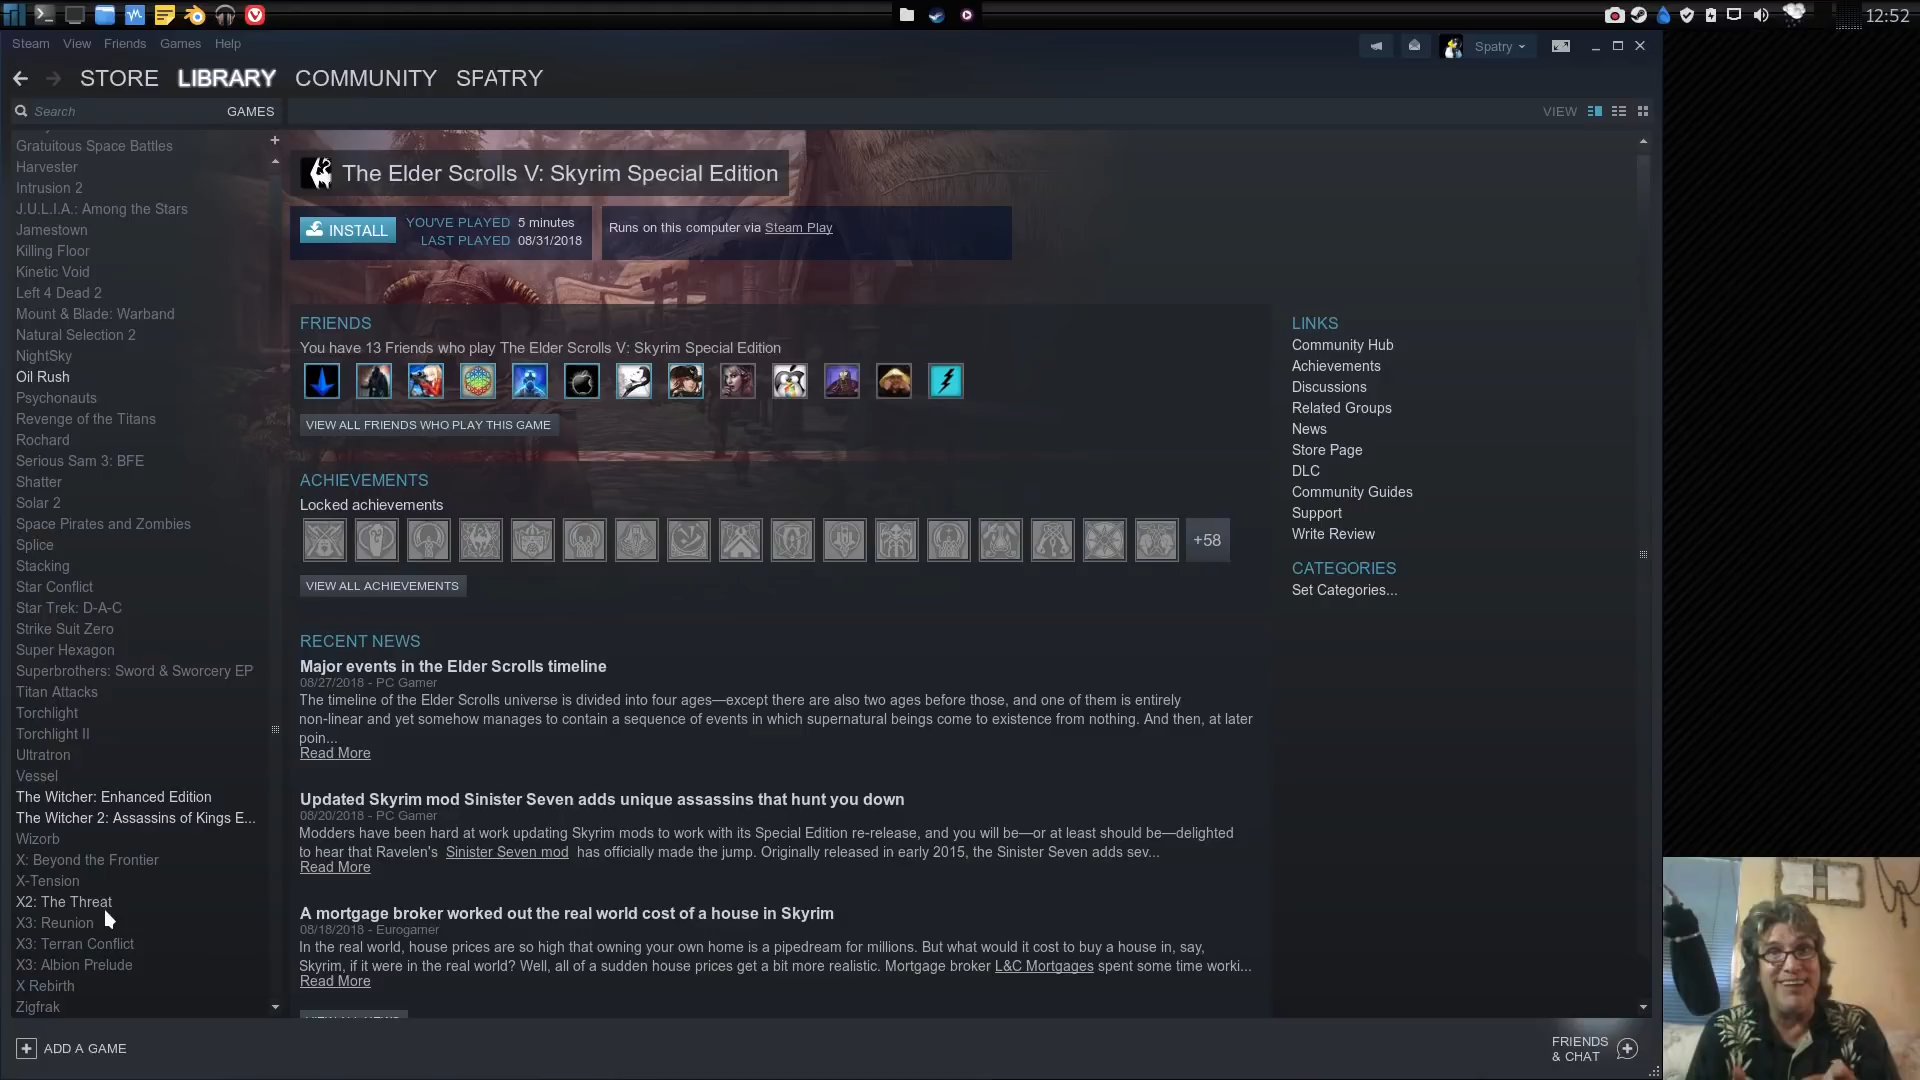 12:52
Steam View Friends Games Help
Spatry
STORE LIBRARY COMMUNITY SPATRY
Search GAMES
VIEW
Gratuitous Space Battles
Harvester
Intrusion 2
J.U.L.I.A.: Among the Stars
Jamestown
Killing Floor
Kinetic Void
Left 4 Dead 2
Mount & Blade: Warband
Natural Selection 2
NightSky
Oil Rush
Psychonauts
Revenge of the Titans
Rochard
Serious Sam 3: BFE
Shatter
Solar 2
Space Pirates and Zombies
Splice
Stacking
Star Conflict
Star Trek: D-A-C
Strike Suit Zero
Super Hexagon
Superbrothers: Sword & Sworcery EP
Titan Attacks
Torchlight
Torchlight II
Ultratron
Vessel
The Witcher: Enhanced Edition
The Witcher 2: Assassins of Kings E...
Wizorb
X: Beyond the Frontier
X-Tension
X2: The Threat
X3: Reunion
X3: Terran Conflict
X3: Albion Prelude
X Rebirth
Zigfrak
The Elder Scrolls V: Skyrim Special Edition
INSTALL
YOU'VE PLAYED 5 minutes
LAST PLAYED 08/31/2018
Runs on this computer via Steam Play
FRIENDS
You have 13 Friends who play The Elder Scrolls V: Skyrim Special Edition
VIEW ALL FRIENDS WHO PLAY THIS GAME
ACHIEVEMENTS
Locked achievements
+58
VIEW ALL ACHIEVEMENTS
RECENT NEWS
Major events in the Elder Scrolls timeline
08/27/2018 - PC Gamer
The timeline of the Elder Scrolls universe is divided into four ages—except there are also two ages before those, and one of them is entirely
non-linear and yet somehow manages to contain a sequence of events in which supernatural beings come to existence from nothing. And then, at later
poin...
Read More
Updated Skyrim mod Sinister Seven adds unique assassins that hunt you down
08/20/2018 - PC Gamer
Modders have been hard at work updating Skyrim mods to work with its Special Edition re-release, and you will be—or at least should be—delighted
to hear that Ravelen's Sinister Seven mod has officially made the jump. Originally released in early 2015, the Sinister Seven adds sev...
Read More
A mortgage broker worked out the real world cost of a house in Skyrim
08/18/2018 - Eurogamer
In the real world, house prices are so high that owning your own home is a pipedream for millions. But what would it cost to buy a house in, say,
Skyrim, if it were in the real world? Well, all of a sudden house prices get a bit more realistic. Mortgage broker L&C Mortgages spent some time worki...
Read More
LINKS
Community Hub
Achievements
Discussions
Related Groups
News
Store Page
DLC
Community Guides
Support
Write Review
CATEGORIES
Set Categories...
ADD A GAME
FRIENDS
& CHAT